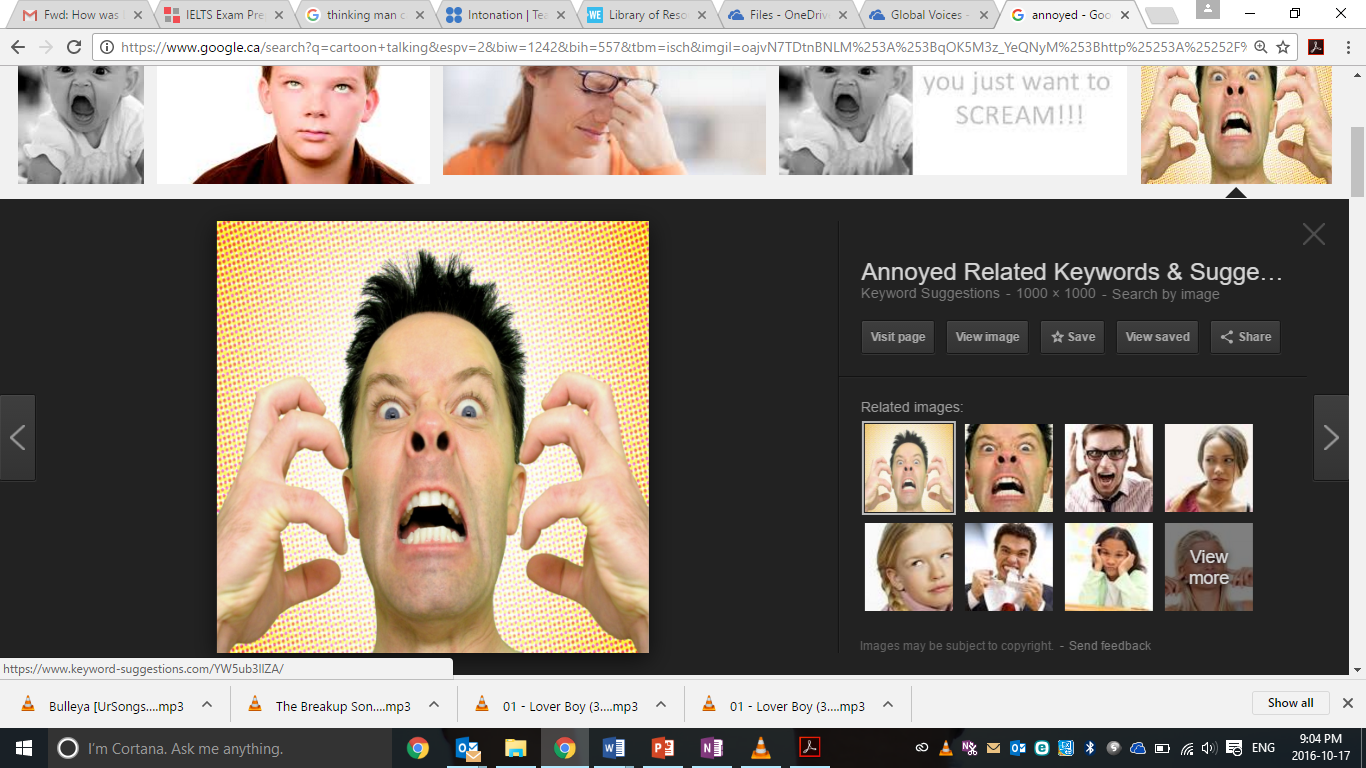 Fwd: How was
IELTS Exam Pre
thinking man c
Intonation | Tea
Library of Reso
Files - OneDriv
Global Voices -
annoyed - Goo
https://www.google.ca/search?q=cartoon+talking&espv=2&biw=1242&bih=557&tbm=isch&imgil=oajvN7TDtnBNLM%253A%253BqOK5M3z_YeQNyM%253Bhttp%25253A%25252F%
you just want to
SCREAM!!!
Annoyed Related Keywords & Sugge…
Keyword Suggestions - 1000 × 1000 - Search by image
Visit page
View image
Save
View saved
Share
Related images:
View
more
Images may be subject to copyright. - Send feedback
https://www.keyword-suggestions.com/YW5ub3IlZA/
Bulleya [UrSongs....mp3
The Breakup Son....mp3
01 - Lover Boy (3....mp3
01 - Lover Boy (3....mp3
Show all
I'm Cortana. Ask me anything.
ENG
9:04 PM
2016-10-17